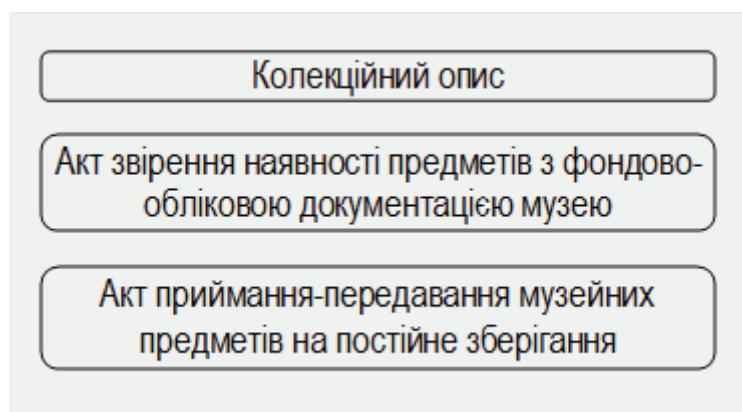 Колекційний опис
Акт звірення наявності предметів з фондово-
обліковою документацією музею
Акт приймання-передавання музейних
предметів на постійне зберігання